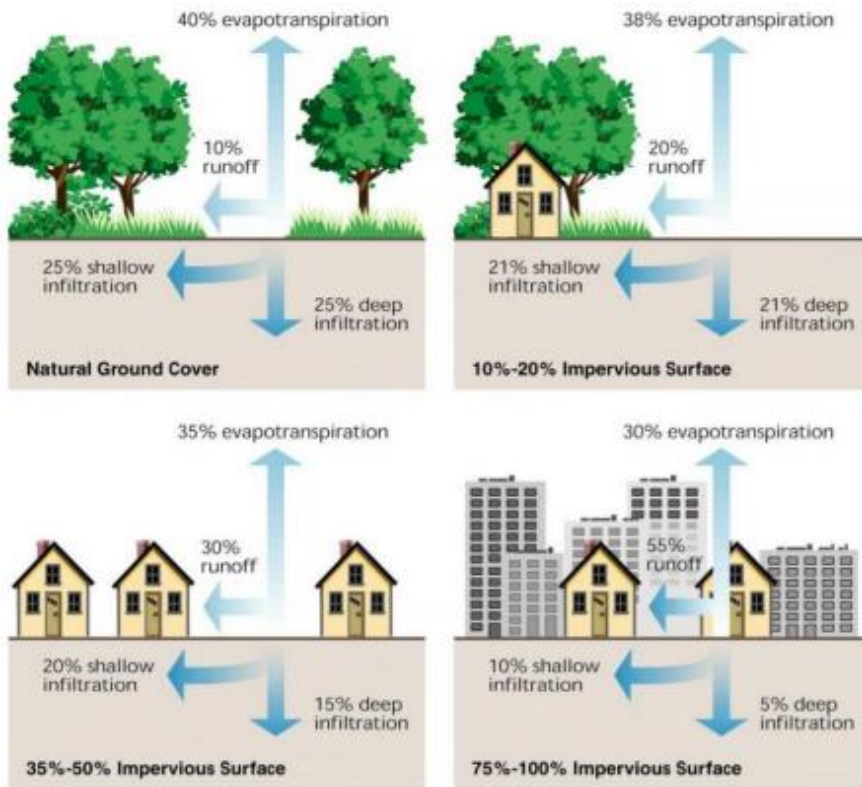 40% evapotranspiration
10%
runoff
25% shallow
infiltration
25% deep
infiltration
Natural Ground Cover
38% evapotranspiration
20%
runoff
21% shallow
infiltration
21% deep
infiltration
10%-20% Impervious Surface
35% evapotranspiration
30%
runoff
20% shallow
infiltration
15% deep
infiltration
35%-50% Impervious Surface
30% evapotranspiration
55%
runoff
10% shallow
infiltration
5% deep
infiltration
75%-100% Impervious Surface